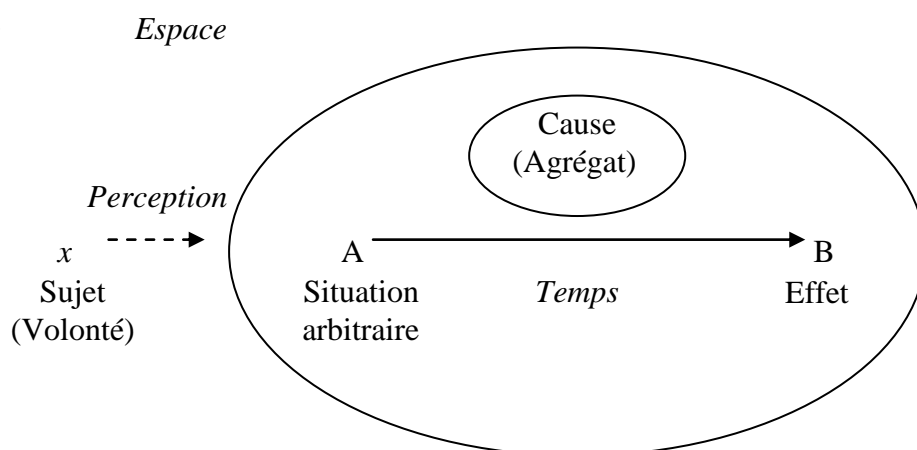 Espace
Cause
(Agrégat)
Perception
x
Sujet
(Volonté)
A
Situation
arbitraire
Temps
B
Effet